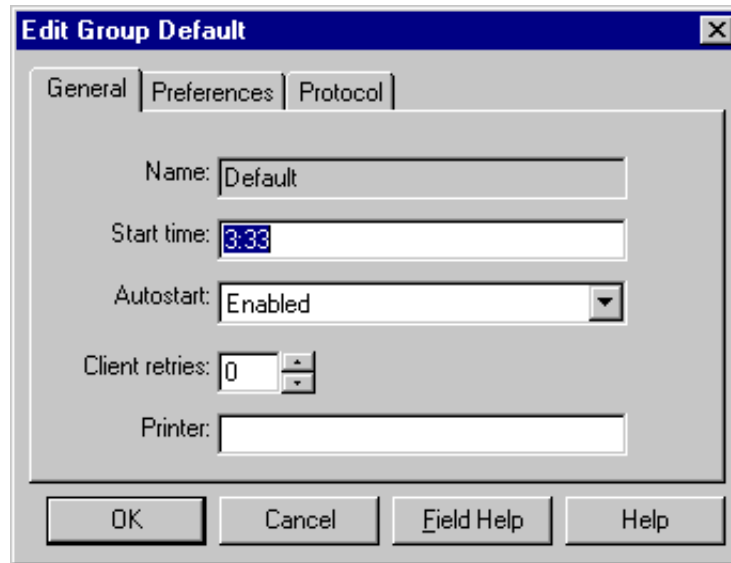 Edit Group Default
General Preferences Protocol
Name: Default
Start time: 3:33
Autostart: Enabled
Client retries: 0
Printer:
OK Cancel Field Help Help